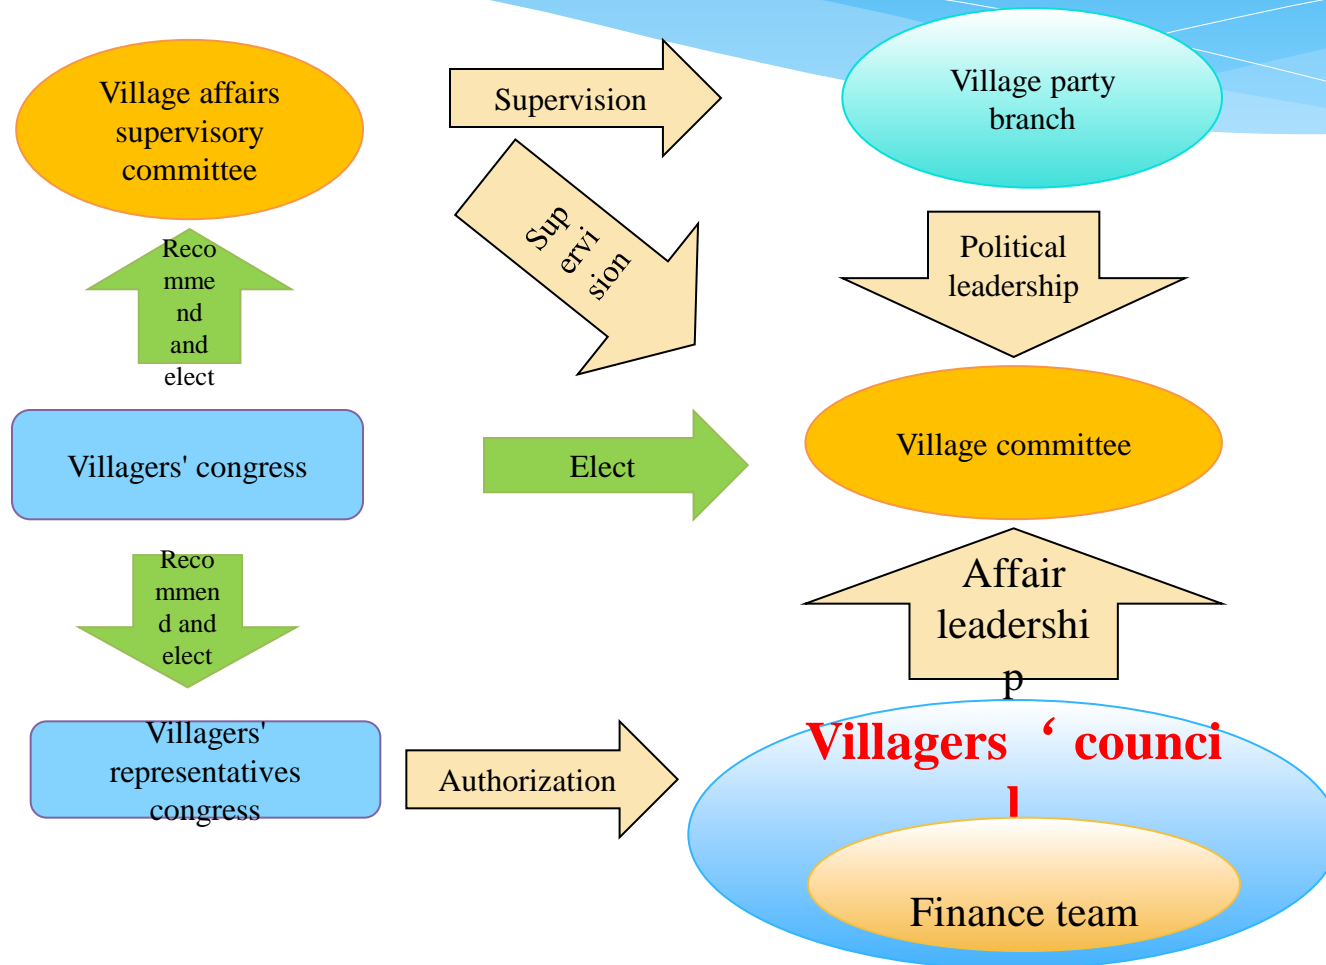 Village affairs
supervisory
committee
Supervision
Village party
branch
Sup
ervi
sion
Reco
mme
nd
and
elect
Political
leadership
Villagers' congress
Elect
Village committee
Reco
mmen
d and
elect
Affair
leadershi
p
Villagers'
representatives
congress
Authorization
Villagers ‘ counci
l
Finance team